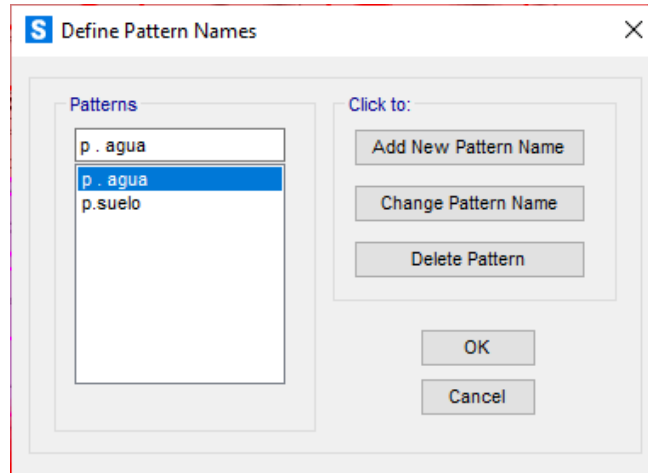 S Define Pattern Names
Patterns
p . agua
p . agua
p.suelo
Click to:
Add New Pattern Name
Change Pattern Name
Delete Pattern
OK
Cancel